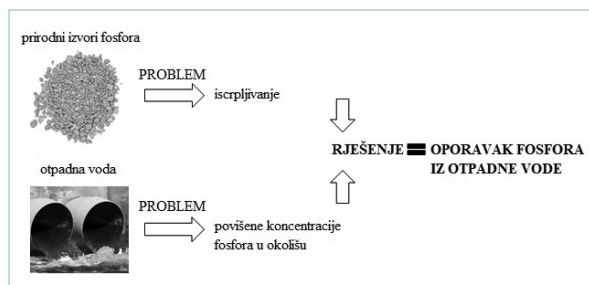 prirodni izvori fosfora
PROBLEM
iscrpljivanje
RJEŠENJE = OPORAVAK FOSFORA
IZ OTPADNE VODE
otpadna voda
PROBLEM
povišene koncentracije
fosfora u okolišu